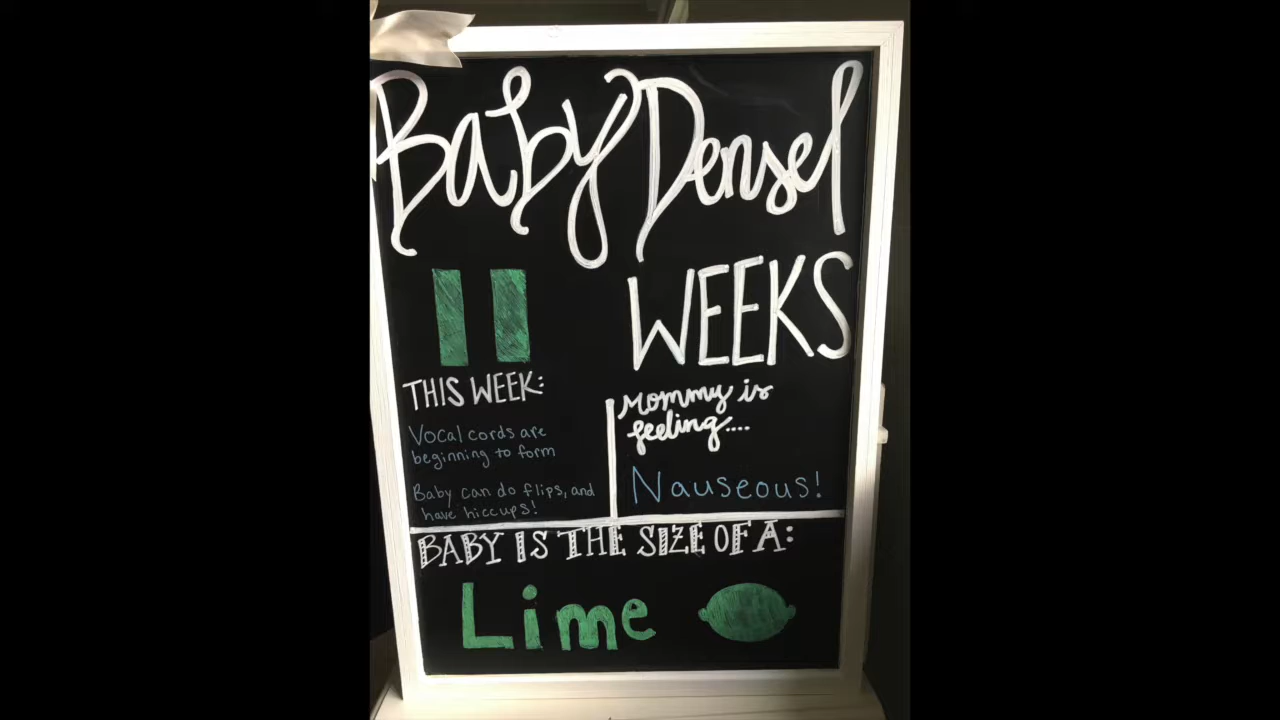 Baby Densel
11 WEEKS
THIS WEEK:
Vocal cords are
beginning to form
Baby can do flips, and
have hiccups!
Mommy is
feeling....
Nauseous!
BABY IS THE SIZE OF A:
Lime